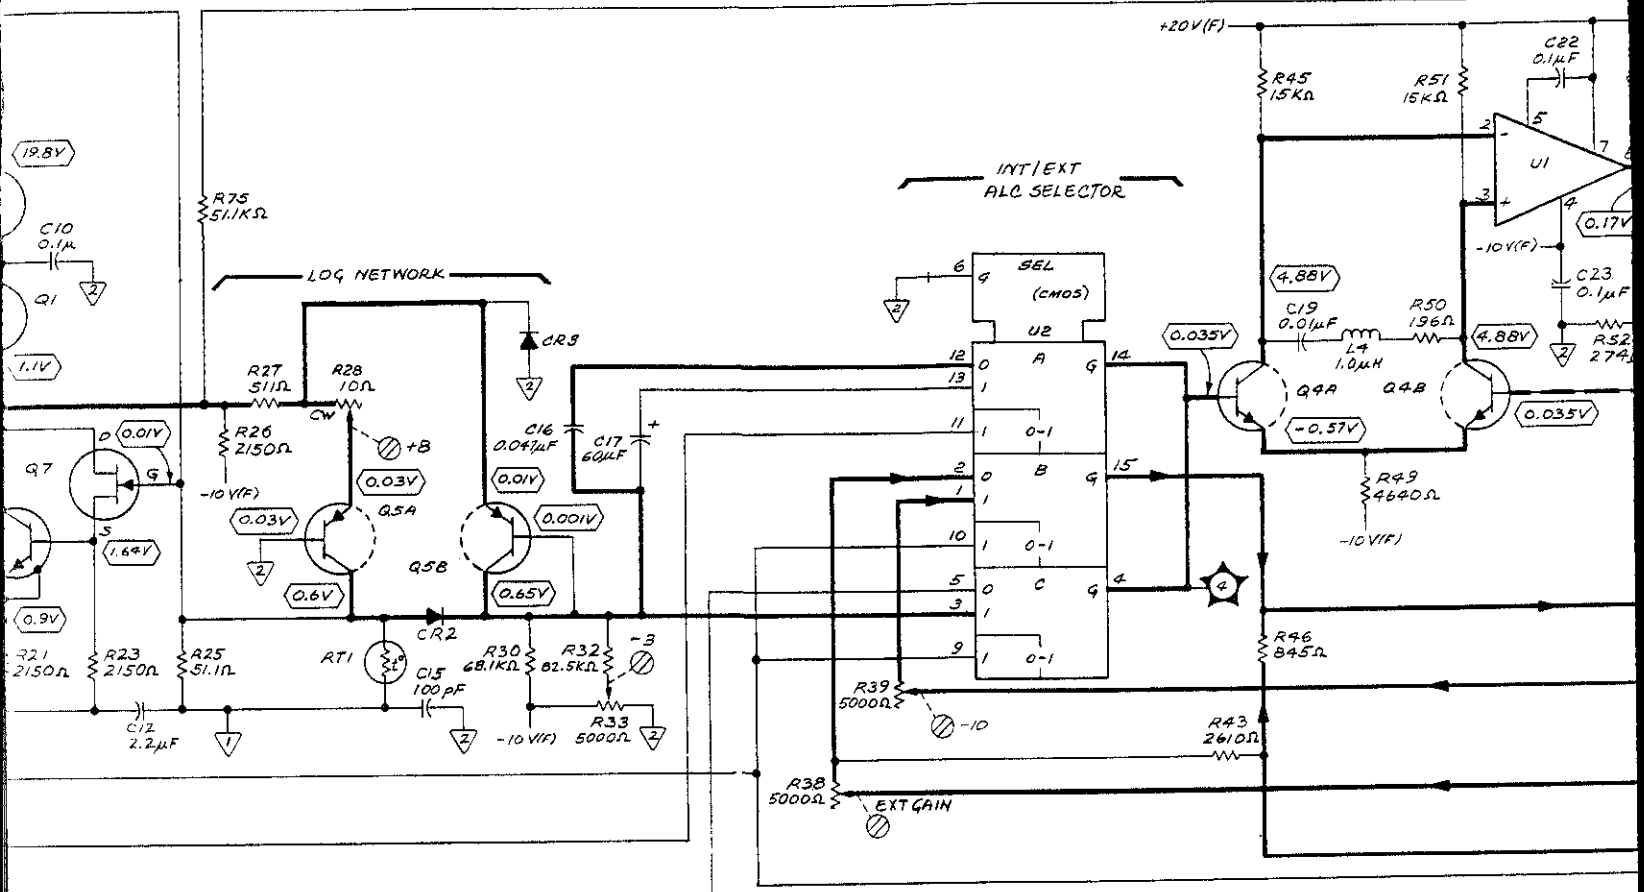 +20V(F)
C22
0.1µF
R45
15KΩ
R51
15KΩ
2
-
5
7
U1
3
+
4
-10V(F)
0.17V
19.8V
R75
51.1KΩ
C10
0.1µ
2
Q1
1.1V
LOG NETWORK
INT/EXT
ALC SELECTOR
6
G
SEL
(CMOS)
2
U2
4.88V
C19
0.01µF
L4
1.0µH
R50
196Ω
4.88V
C23
0.1µF
2
R52
274
CR3
2
R27
511Ω
R28
10Ω
CW
R26
2150Ω
-10V(F)
+8
12
0
A
G
14
13
1
11
1
0-1
C16
0.047µF
C17
60µF
+
0.035V
Q4A
Q4B
0.035V
-0.57V
R49
4640Ω
-10V(F)
D
0.01V
Q7
G
S
1.64V
0.03V
0.03V
Q5A
2
0.6V
0.01V
0.001V
Q5B
0.65V
2
0
B
G
15
1
1
10
1
0-1
5
0
C
G
4
3
1
9
1
0-1
4
0.9V
R21
2150Ω
R23
2150Ω
R25
51.1Ω
CR2
RT1
t°
C15
100pF
2
R30
68.1KΩ
R32
82.5KΩ
-3
-10V(F)
R33
5000Ω
2
C12
2.2µF
1
R39
5000Ω
-10
R46
845Ω
R43
2610Ω
R38
5000Ω
EXT GAIN